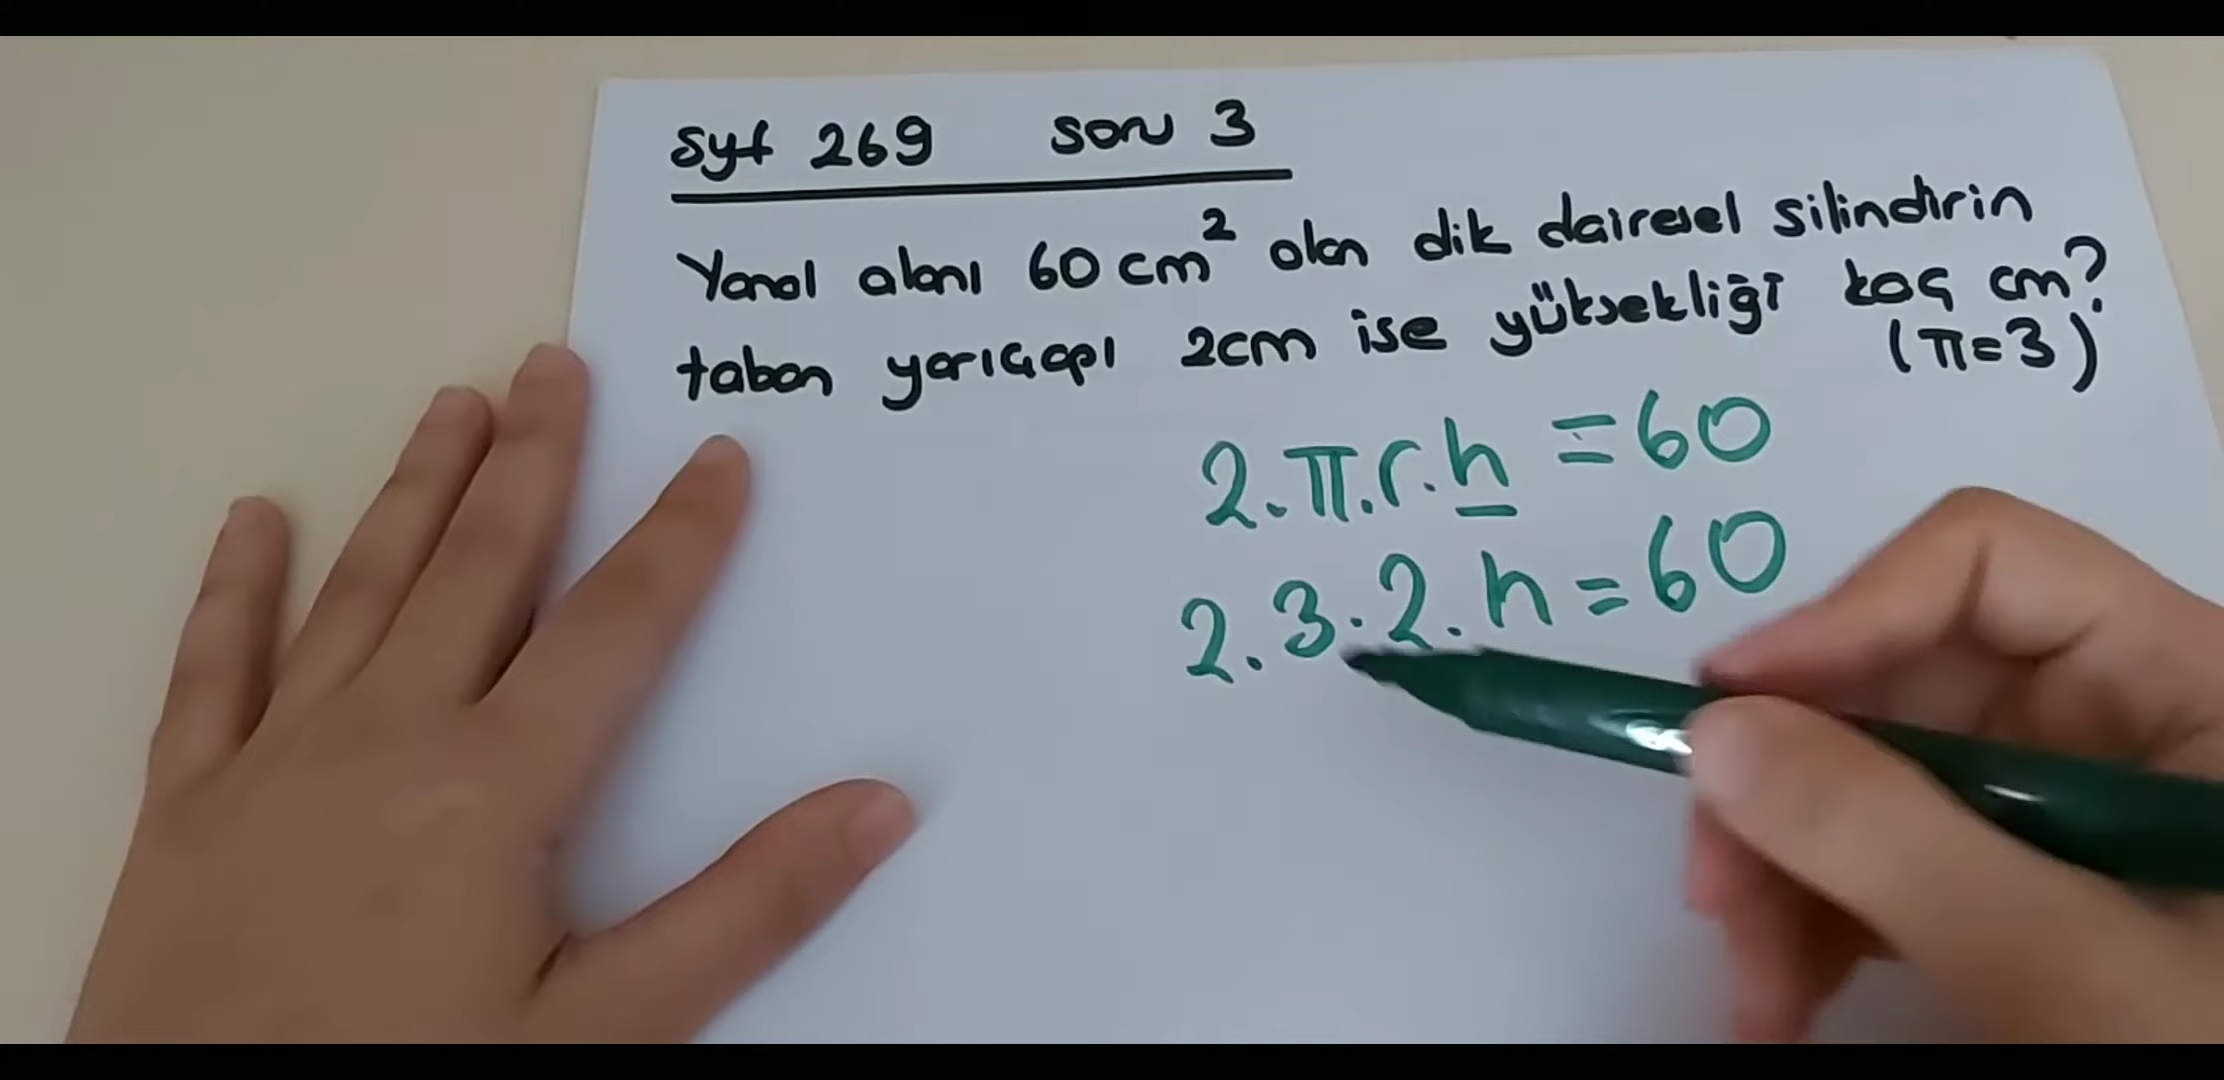 Syf 269 soru 3
Yanal alanı 60 cm² olan dik dairesel silindirin
taban yarıçapı 2cm ise yüksekliği kaç cm?
(π=3)
2.π.r.h = 60
2.3.2.h = 60